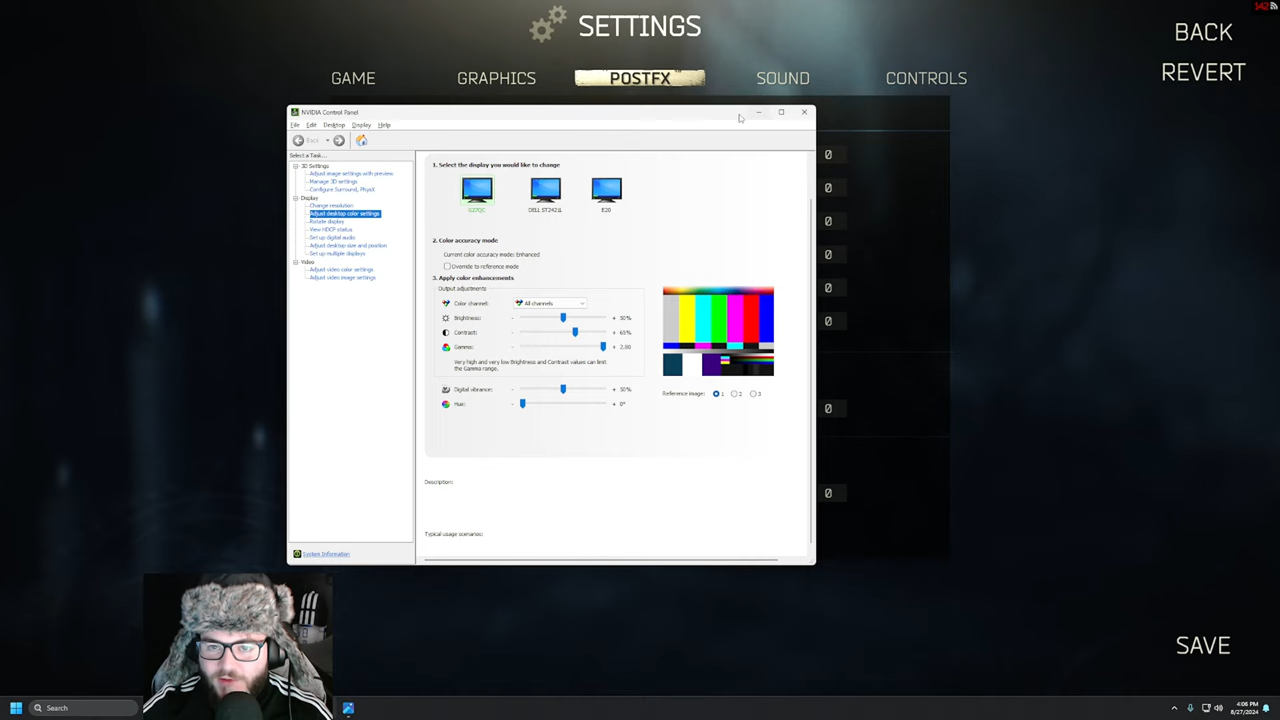 142
SETTINGS
BACK
REVERT
GAME
GRAPHICS
POSTFX
SOUND
CONTROLS
NVIDIA Control Panel
File Edit Desktop Display Help
Back
Select a Task...
3D Settings
Adjust image settings with preview
Manage 3D settings
Configure Surround, PhysX
Display
Change resolution
Adjust desktop color settings
Rotate display
View HDCP status
Set up digital audio
Adjust desktop size and position
Set up multiple displays
Video
Adjust video color settings
Adjust video image settings
System Information
1. Select the display you would like to change
DELL ST2421L
E20
2. Color accuracy mode
Current color accuracy mode: Enhanced
Override to reference mode
3. Apply color enhancements
Output adjustments
Color channel: All channels
Brightness: - + 50%
Contrast: - + 65%
Gamma: - + 2.80
Very high and very low Brightness and Contrast values can limit
the Gamma range.
Digital vibrance: - + 50%
Hue: - + 0°
Reference image: 1 2 3
Description:
Typical usage scenarios:
0
0
0
0
0
0
0
0
SAVE
Search
4:06 PM
8/27/2024